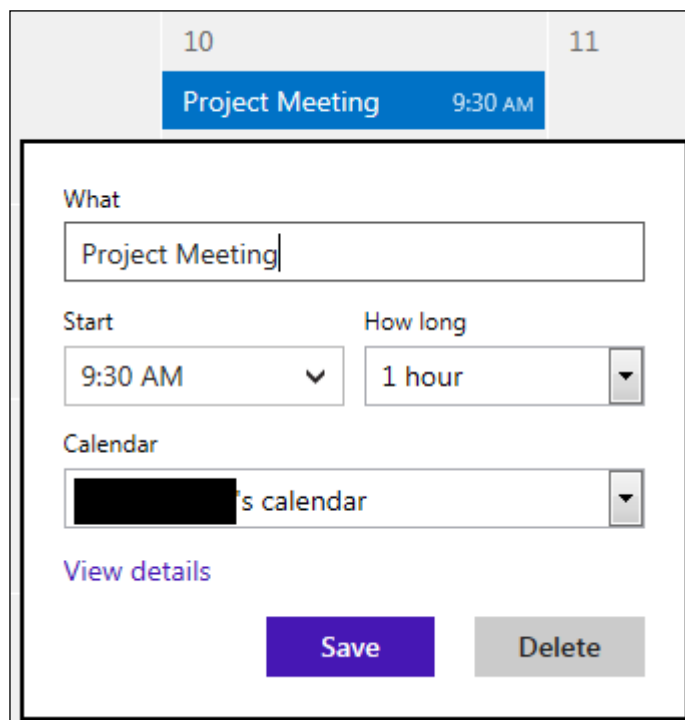 10 11
Project Meeting 9:30 AM
What
Project Meeting
Start How long
9:30 AM 1 hour
Calendar
's calendar
View details
Save Delete